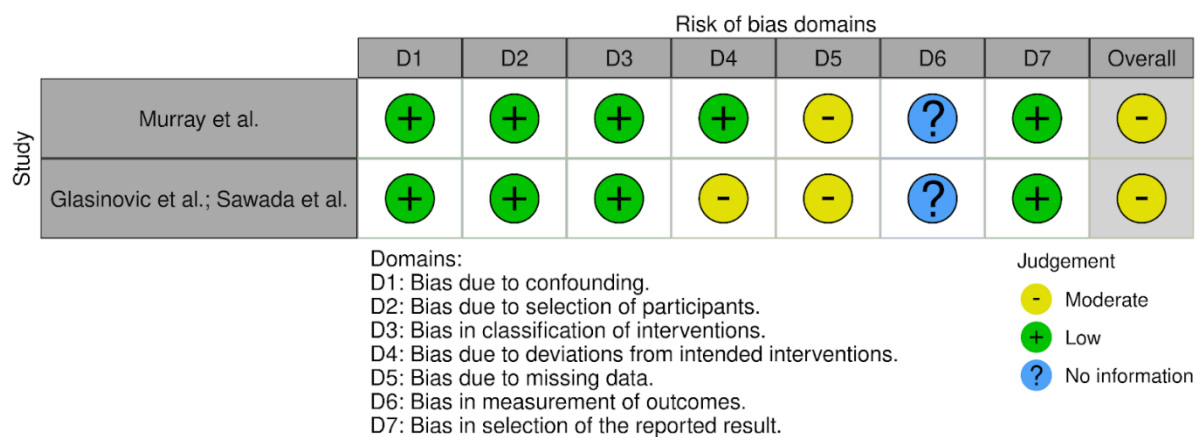 Risk of bias domains
D1 D2 D3 D4 D5 D6 D7 Overall
Study
Murray et al. + + + + - ? + -
Glasinovic et al.; Sawada et al. + + + - - ? + -
Domains:
D1: Bias due to confounding.
D2: Bias due to selection of participants.
D3: Bias in classification of interventions.
D4: Bias due to deviations from intended interventions.
D5: Bias due to missing data.
D6: Bias in measurement of outcomes.
D7: Bias in selection of the reported result.
Judgement
- Moderate
+ Low
? No information